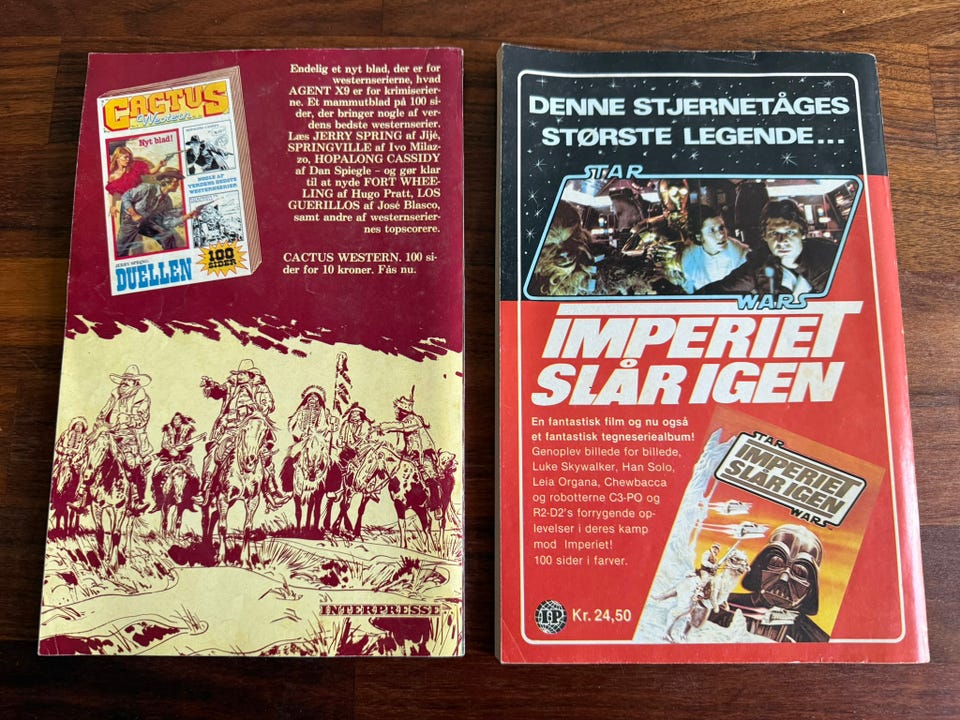 Endelig et nyt blad, der er for
westernserierne, hvad
AGENT X9 er for krimiserier-
ne. Et mammutblad på 100 si-
der, der bringer nogle af ver-
dens bedste westernserier.
Læs JERRY SPRING af Jijé,
SPRINGVILLE af Ivo Milaz-
zo, HOPALONG CASSIDY
af Dan Spiegle - og gør klar
til at nyde FORT WHEE-
LING af Hugo Pratt, LOS
GUERILLOS af José Blasco,
samt andre af westernserier-
nes topscorere.
CACTUS WESTERN. 100 si-
der for 10 kroner. Fås nu.
CACTUS
Western
Nyt blad!
NOGLE AF
VERDENS BEDSTE
WESTERNSERIER
JERRY SPRING:
DUELLEN
100
SIDER
INTERPRESSE
DENNE STJERNETÅGES
STØRSTE LEGENDE...
STAR
WARS
IMPERIET
SLÅR IGEN
En fantastisk film og nu også
et fantastisk tegneseriealbum!
Genoplev billede for billede,
Luke Skywalker, Han Solo,
Leia Organa, Chewbacca
og robotterne C3-PO og
R2-D2's forrygende op-
levelser i deres kamp
mod Imperiet!
100 sider i farver.
IP
Kr. 24,50
STAR
IMPERIET
SLÅR IGEN
WARS